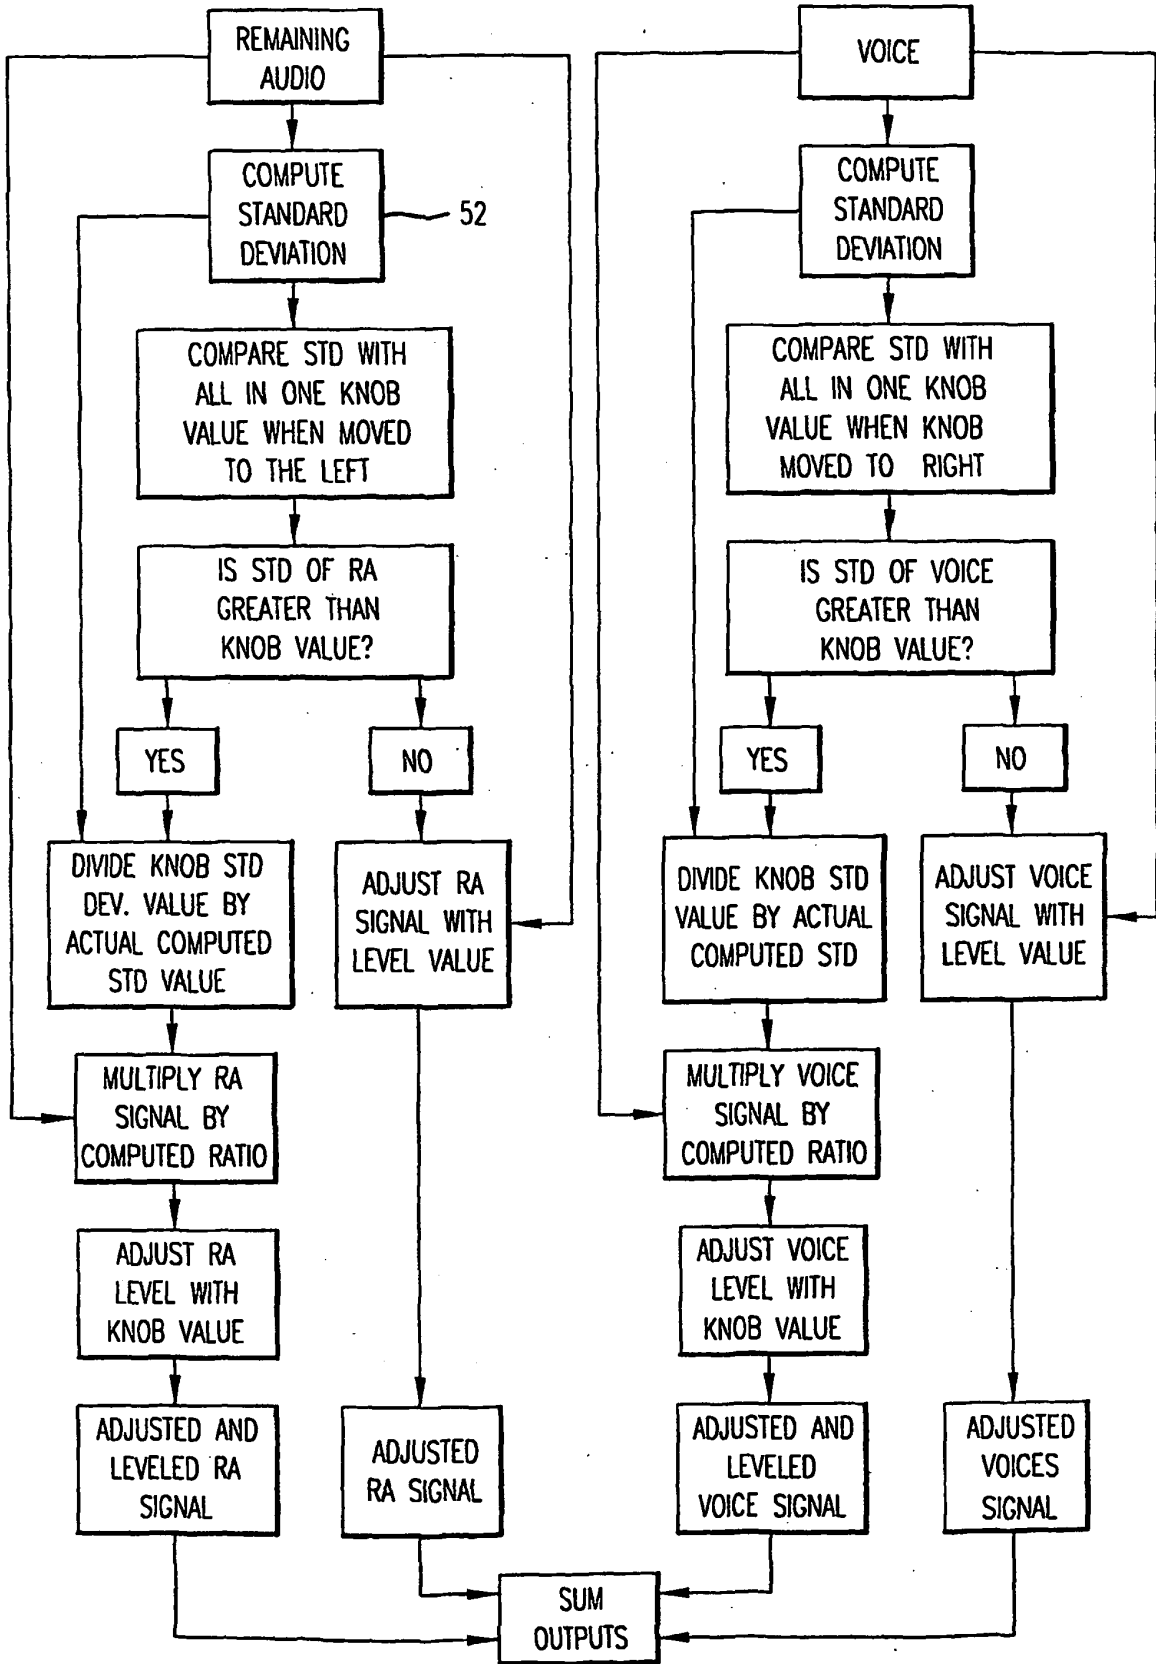 REMAINING
AUDIO
COMPUTE
STANDARD
DEVIATION
52
COMPARE STD WITH
ALL IN ONE KNOB
VALUE WHEN MOVED
TO THE LEFT
IS STD OF RA
GREATER THAN
KNOB VALUE?
YES
NO
DIVIDE KNOB STD
DEV. VALUE BY
ACTUAL COMPUTED
STD VALUE
ADJUST RA
SIGNAL WITH
LEVEL VALUE
MULTIPLY RA
SIGNAL BY
COMPUTED RATIO
ADJUST RA
LEVEL WITH
KNOB VALUE
ADJUSTED AND
LEVELED RA
SIGNAL
ADJUSTED
RA SIGNAL
VOICE
COMPUTE
STANDARD
DEVIATION
COMPARE STD WITH
ALL IN ONE KNOB
VALUE WHEN KNOB
MOVED TO RIGHT
IS STD OF VOICE
GREATER THAN
KNOB VALUE?
YES
NO
DIVIDE KNOB STD
VALUE BY ACTUAL
COMPUTED STD
ADJUST VOICE
SIGNAL WITH
LEVEL VALUE
MULTIPLY VOICE
SIGNAL BY
COMPUTED RATIO
ADJUST VOICE
LEVEL WITH
KNOB VALUE
ADJUSTED AND
LEVELED
VOICE SIGNAL
ADJUSTED
VOICES
SIGNAL
SUM
OUTPUTS